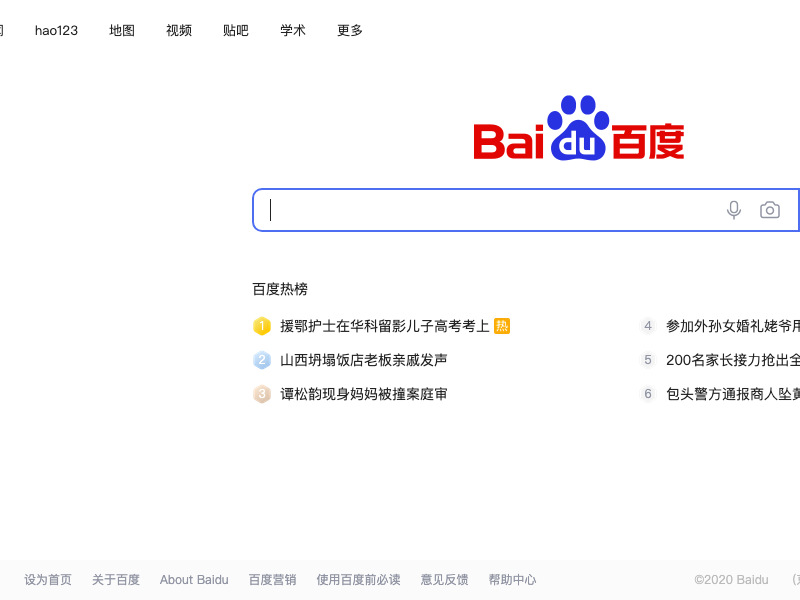 hao123 地图 视频 贴吧 学术 更多
Bai du 百度
百度热榜
1 援鄂护士在华科留影儿子高考考上 热
2 山西坍塌饭店老板亲戚发声
3 谭松韵现身妈妈被撞案庭审
4 参加外孙女婚礼姥爷用
5 200名家长接力抢出全
6 包头警方通报商人坠黄
设为首页 关于百度 About Baidu 百度营销 使用百度前必读 意见反馈 帮助中心 ©2020 Baidu